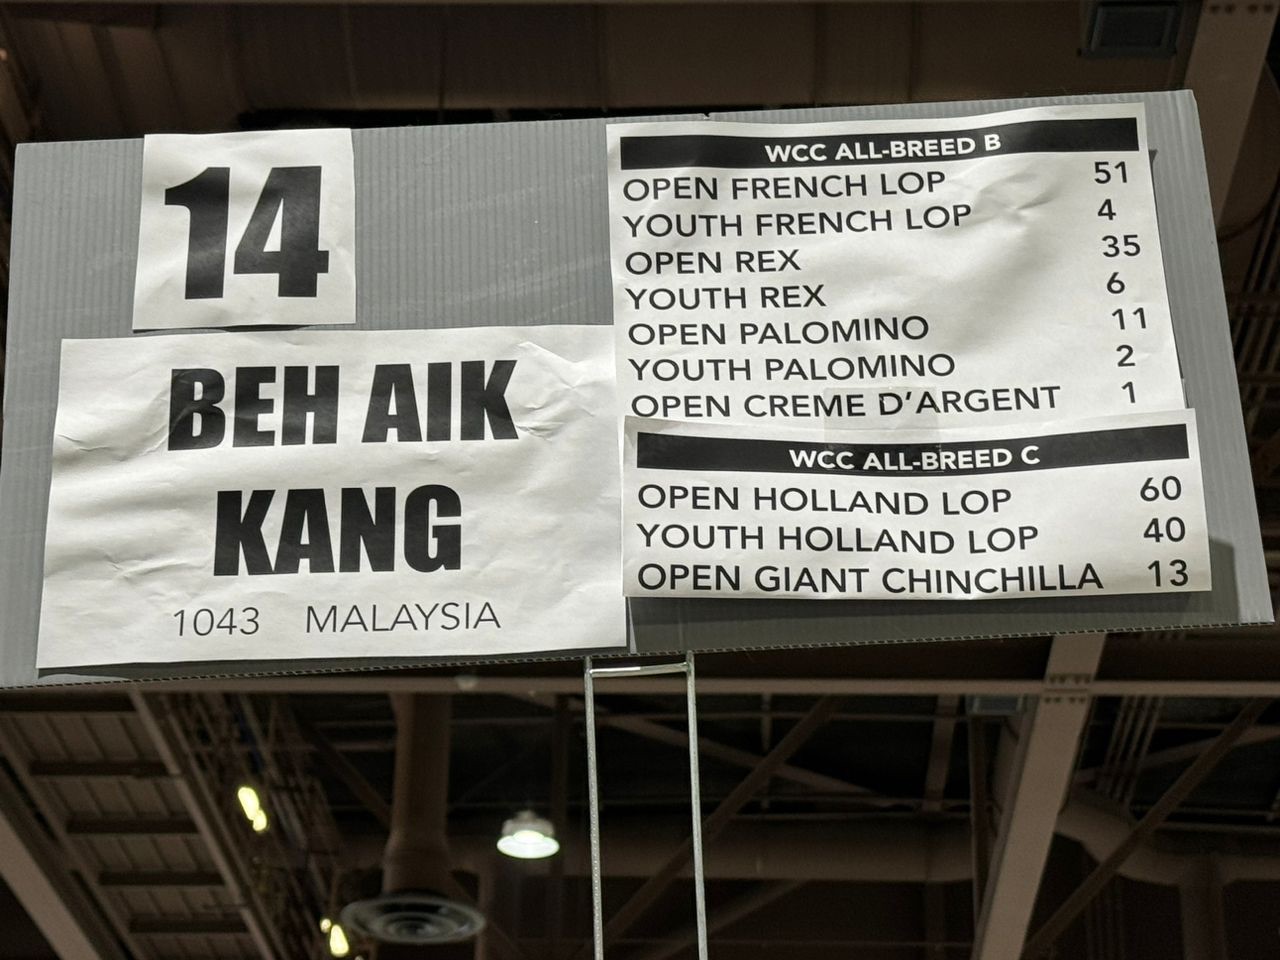 14
BEH AIK
KANG
1043 MALAYSIA
WCC ALL-BREED B
OPEN FRENCH LOP 51
YOUTH FRENCH LOP 4
OPEN REX 35
YOUTH REX 6
OPEN PALOMINO 11
YOUTH PALOMINO 2
OPEN CREME D'ARGENT 1
WCC ALL-BREED C
OPEN HOLLAND LOP 60
YOUTH HOLLAND LOP 40
OPEN GIANT CHINCHILLA 13